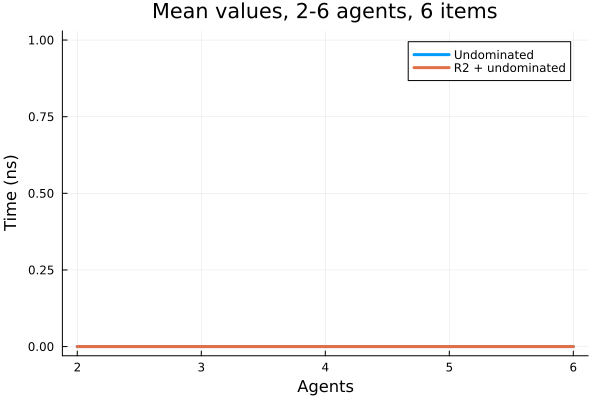 Mean values, 2-6 agents, 6 items
1.00
Undominated
R2 + undominated
0.75
Time (ns)
0.50
0.25
0.00
2 3 4 5 6
Agents